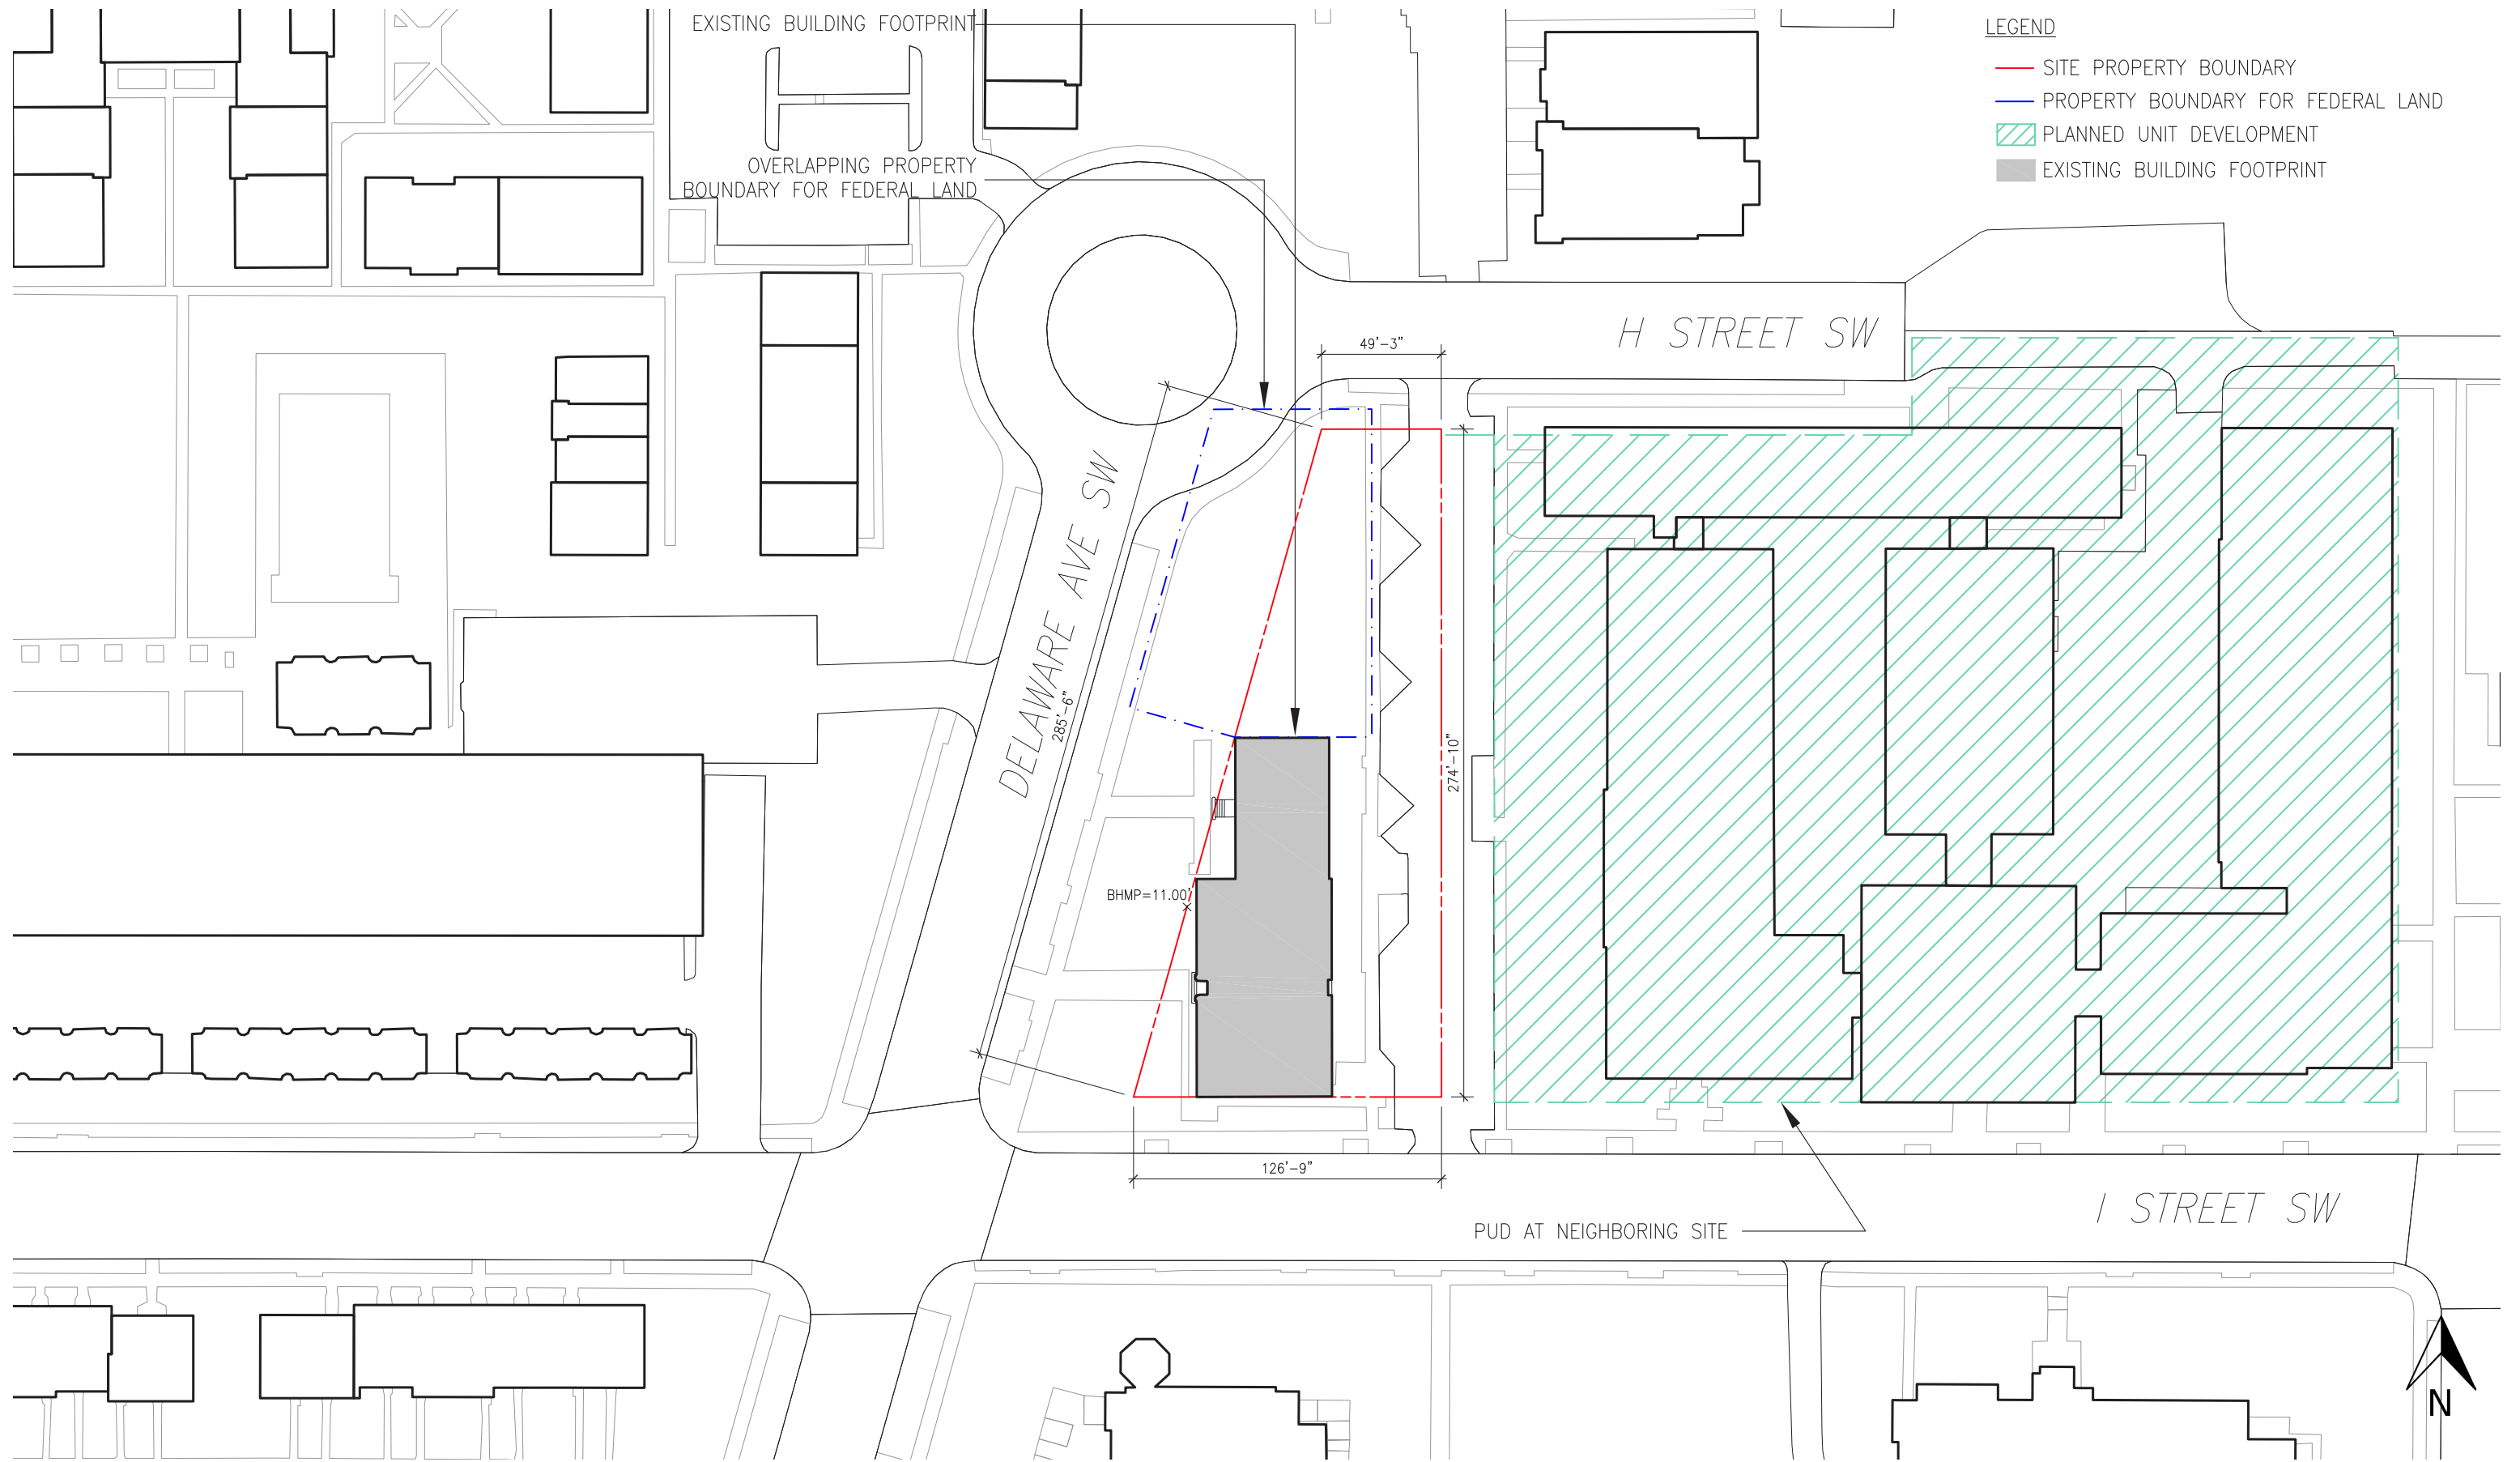 EXISTING BUILDING FOOTPRINT
LEGEND
SITE PROPERTY BOUNDARY
PROPERTY BOUNDARY FOR FEDERAL LAND
PLANNED UNIT DEVELOPMENT
EXISTING BUILDING FOOTPRINT
OVERLAPPING PROPERTY
BOUNDARY FOR FEDERAL LAND
H STREET SW
49'-3"
DELAWARE AVE SW
285'-6"
274'-10"
BHMP=11.00'
126'-9"
I STREET SW
PUD AT NEIGHBORING SITE
N